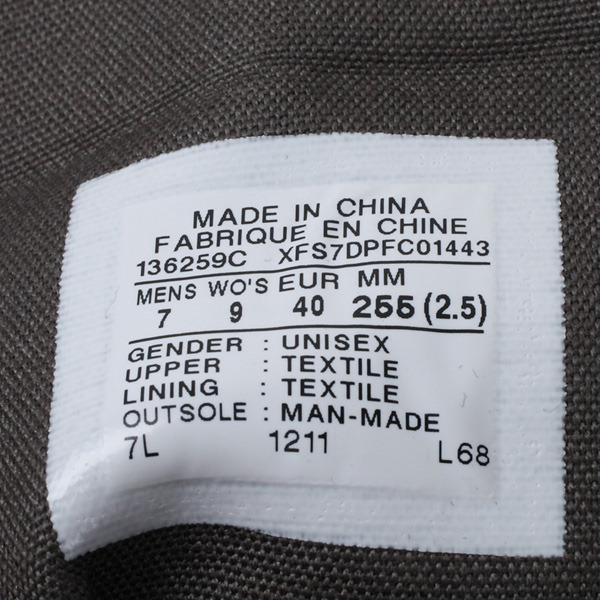 MADE IN CHINA
FABRIQUE EN CHINE
136259C XFS7DPFC01443
MENS WO'S EUR MM
7 9 40 255 (2.5)
GENDER : UNISEX
UPPER : TEXTILE
LINING : TEXTILE
OUTSOLE : MAN-MADE
7L 1211 L68